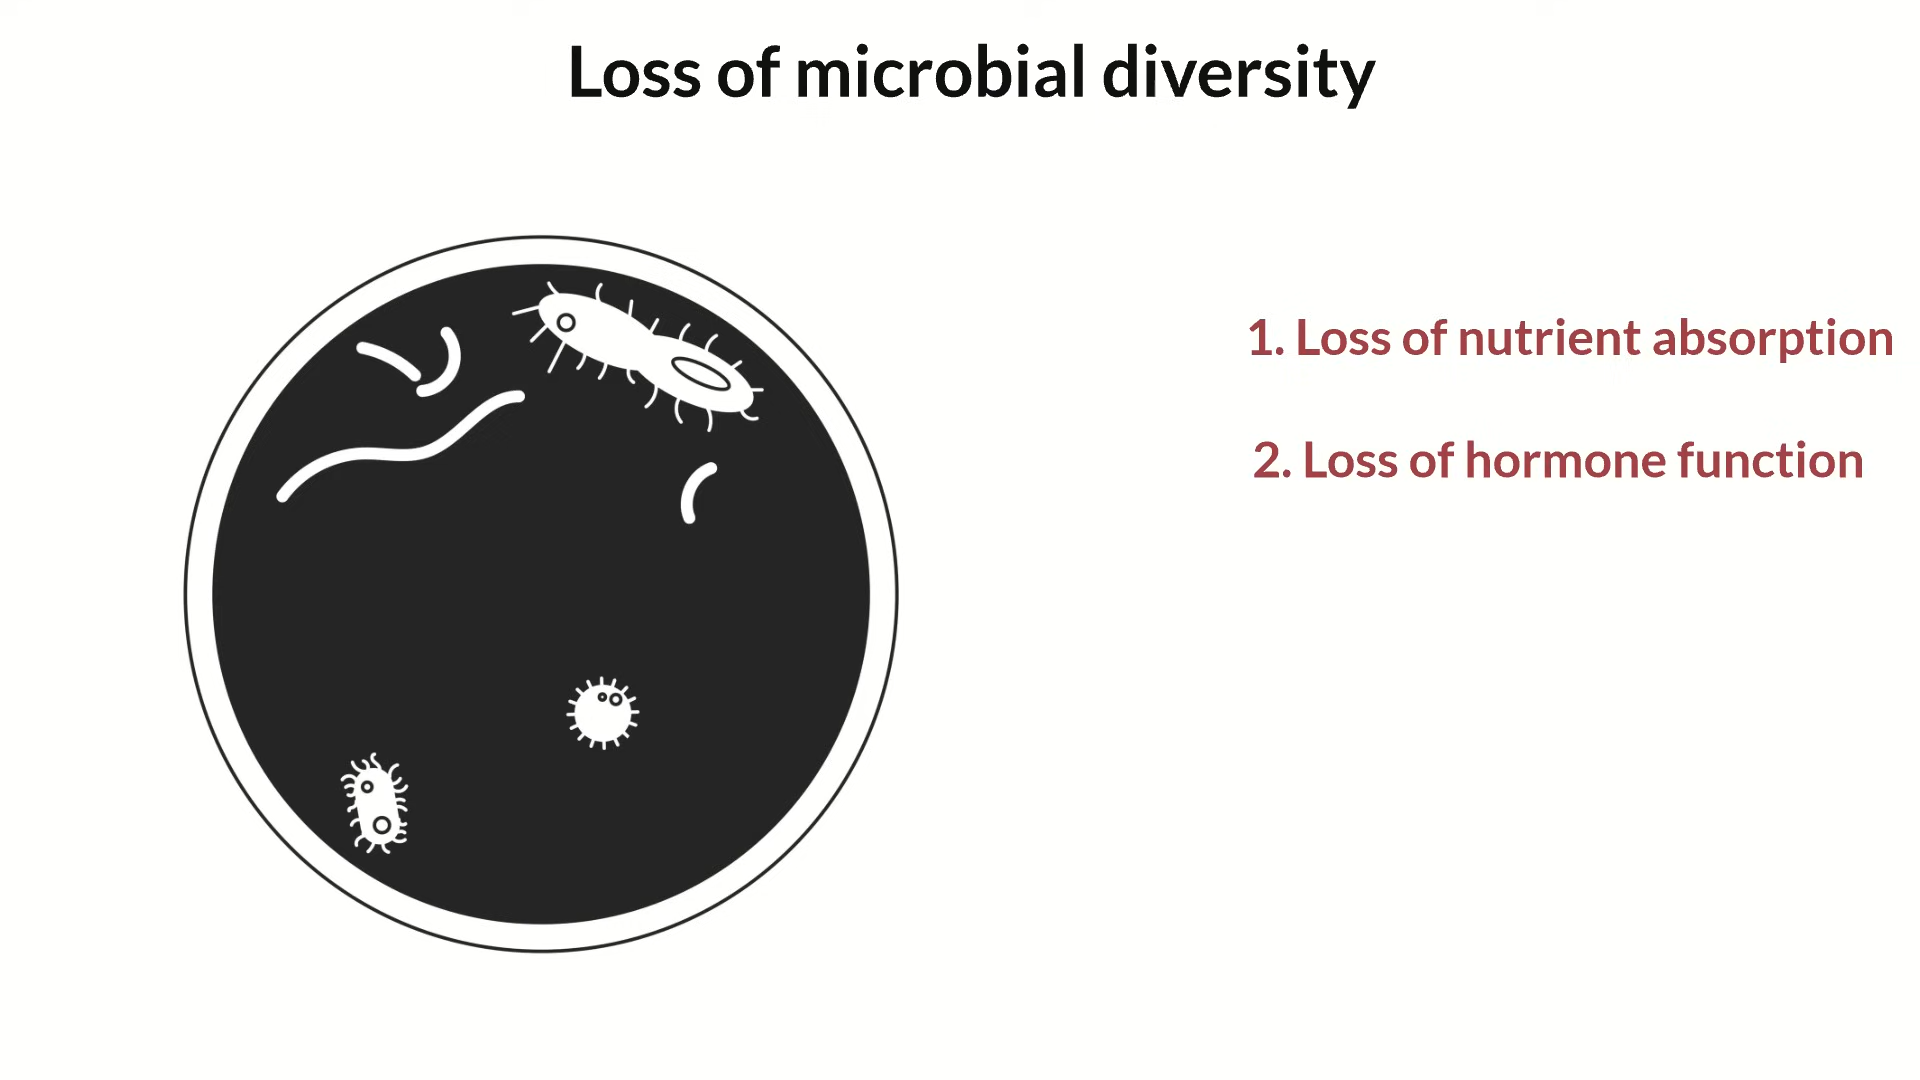 Loss of microbial diversity
1. Loss of nutrient absorption
2. Loss of hormone function